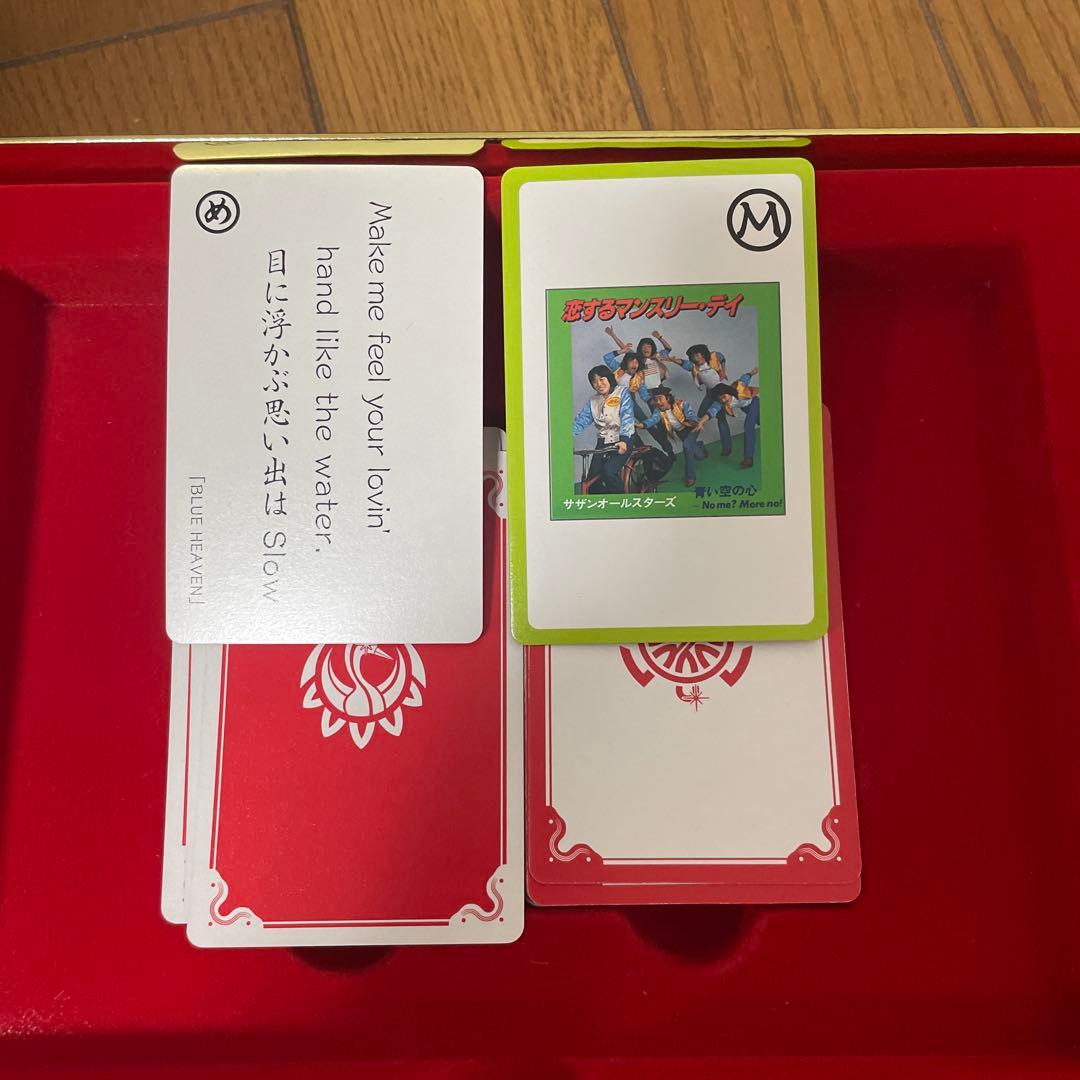 め
Make me feel your lovin'
hand like the water.
目に浮かぶ思い出は Slow
「BLUE HEAVEN」
M
恋するマンスリー・デイ
サザンオールスターズ
青い空の心
— No me? More no!